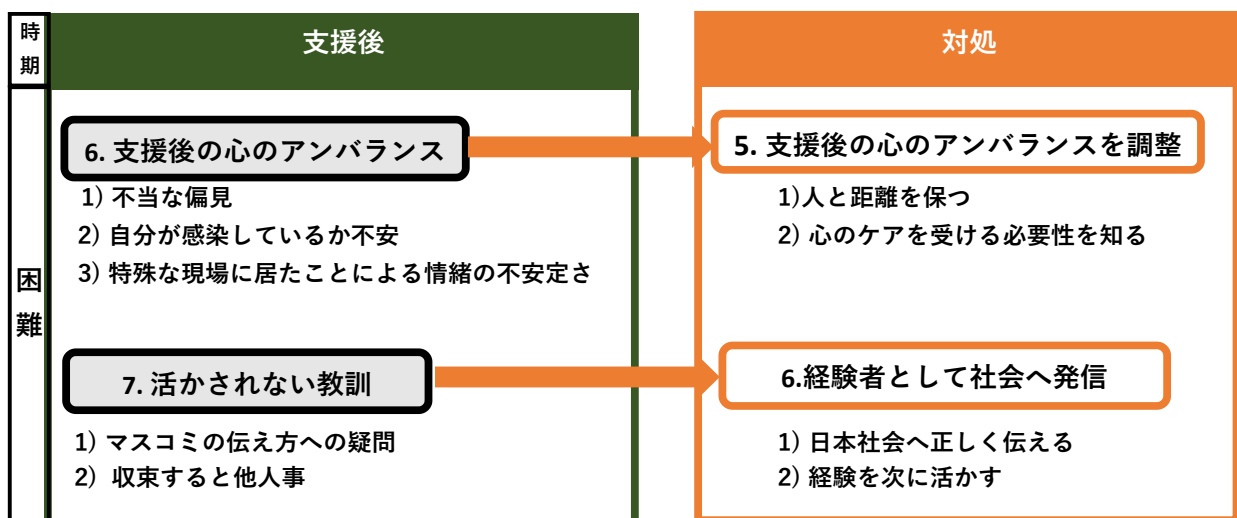 時期
支援後
対処
困難
6. 支援後の心のアンバランス
1) 不当な偏見
2) 自分が感染しているか不安
3) 特殊な現場に居たことによる情緒の不安定さ
5. 支援後の心のアンバランスを調整
1)人と距離を保つ
2) 心のケアを受ける必要性を知る
7. 活かされない教訓
1) マスコミの伝え方への疑問
2) 収束すると他人事
6.経験者として社会へ発信
1) 日本社会へ正しく伝える
2) 経験を次に活かす